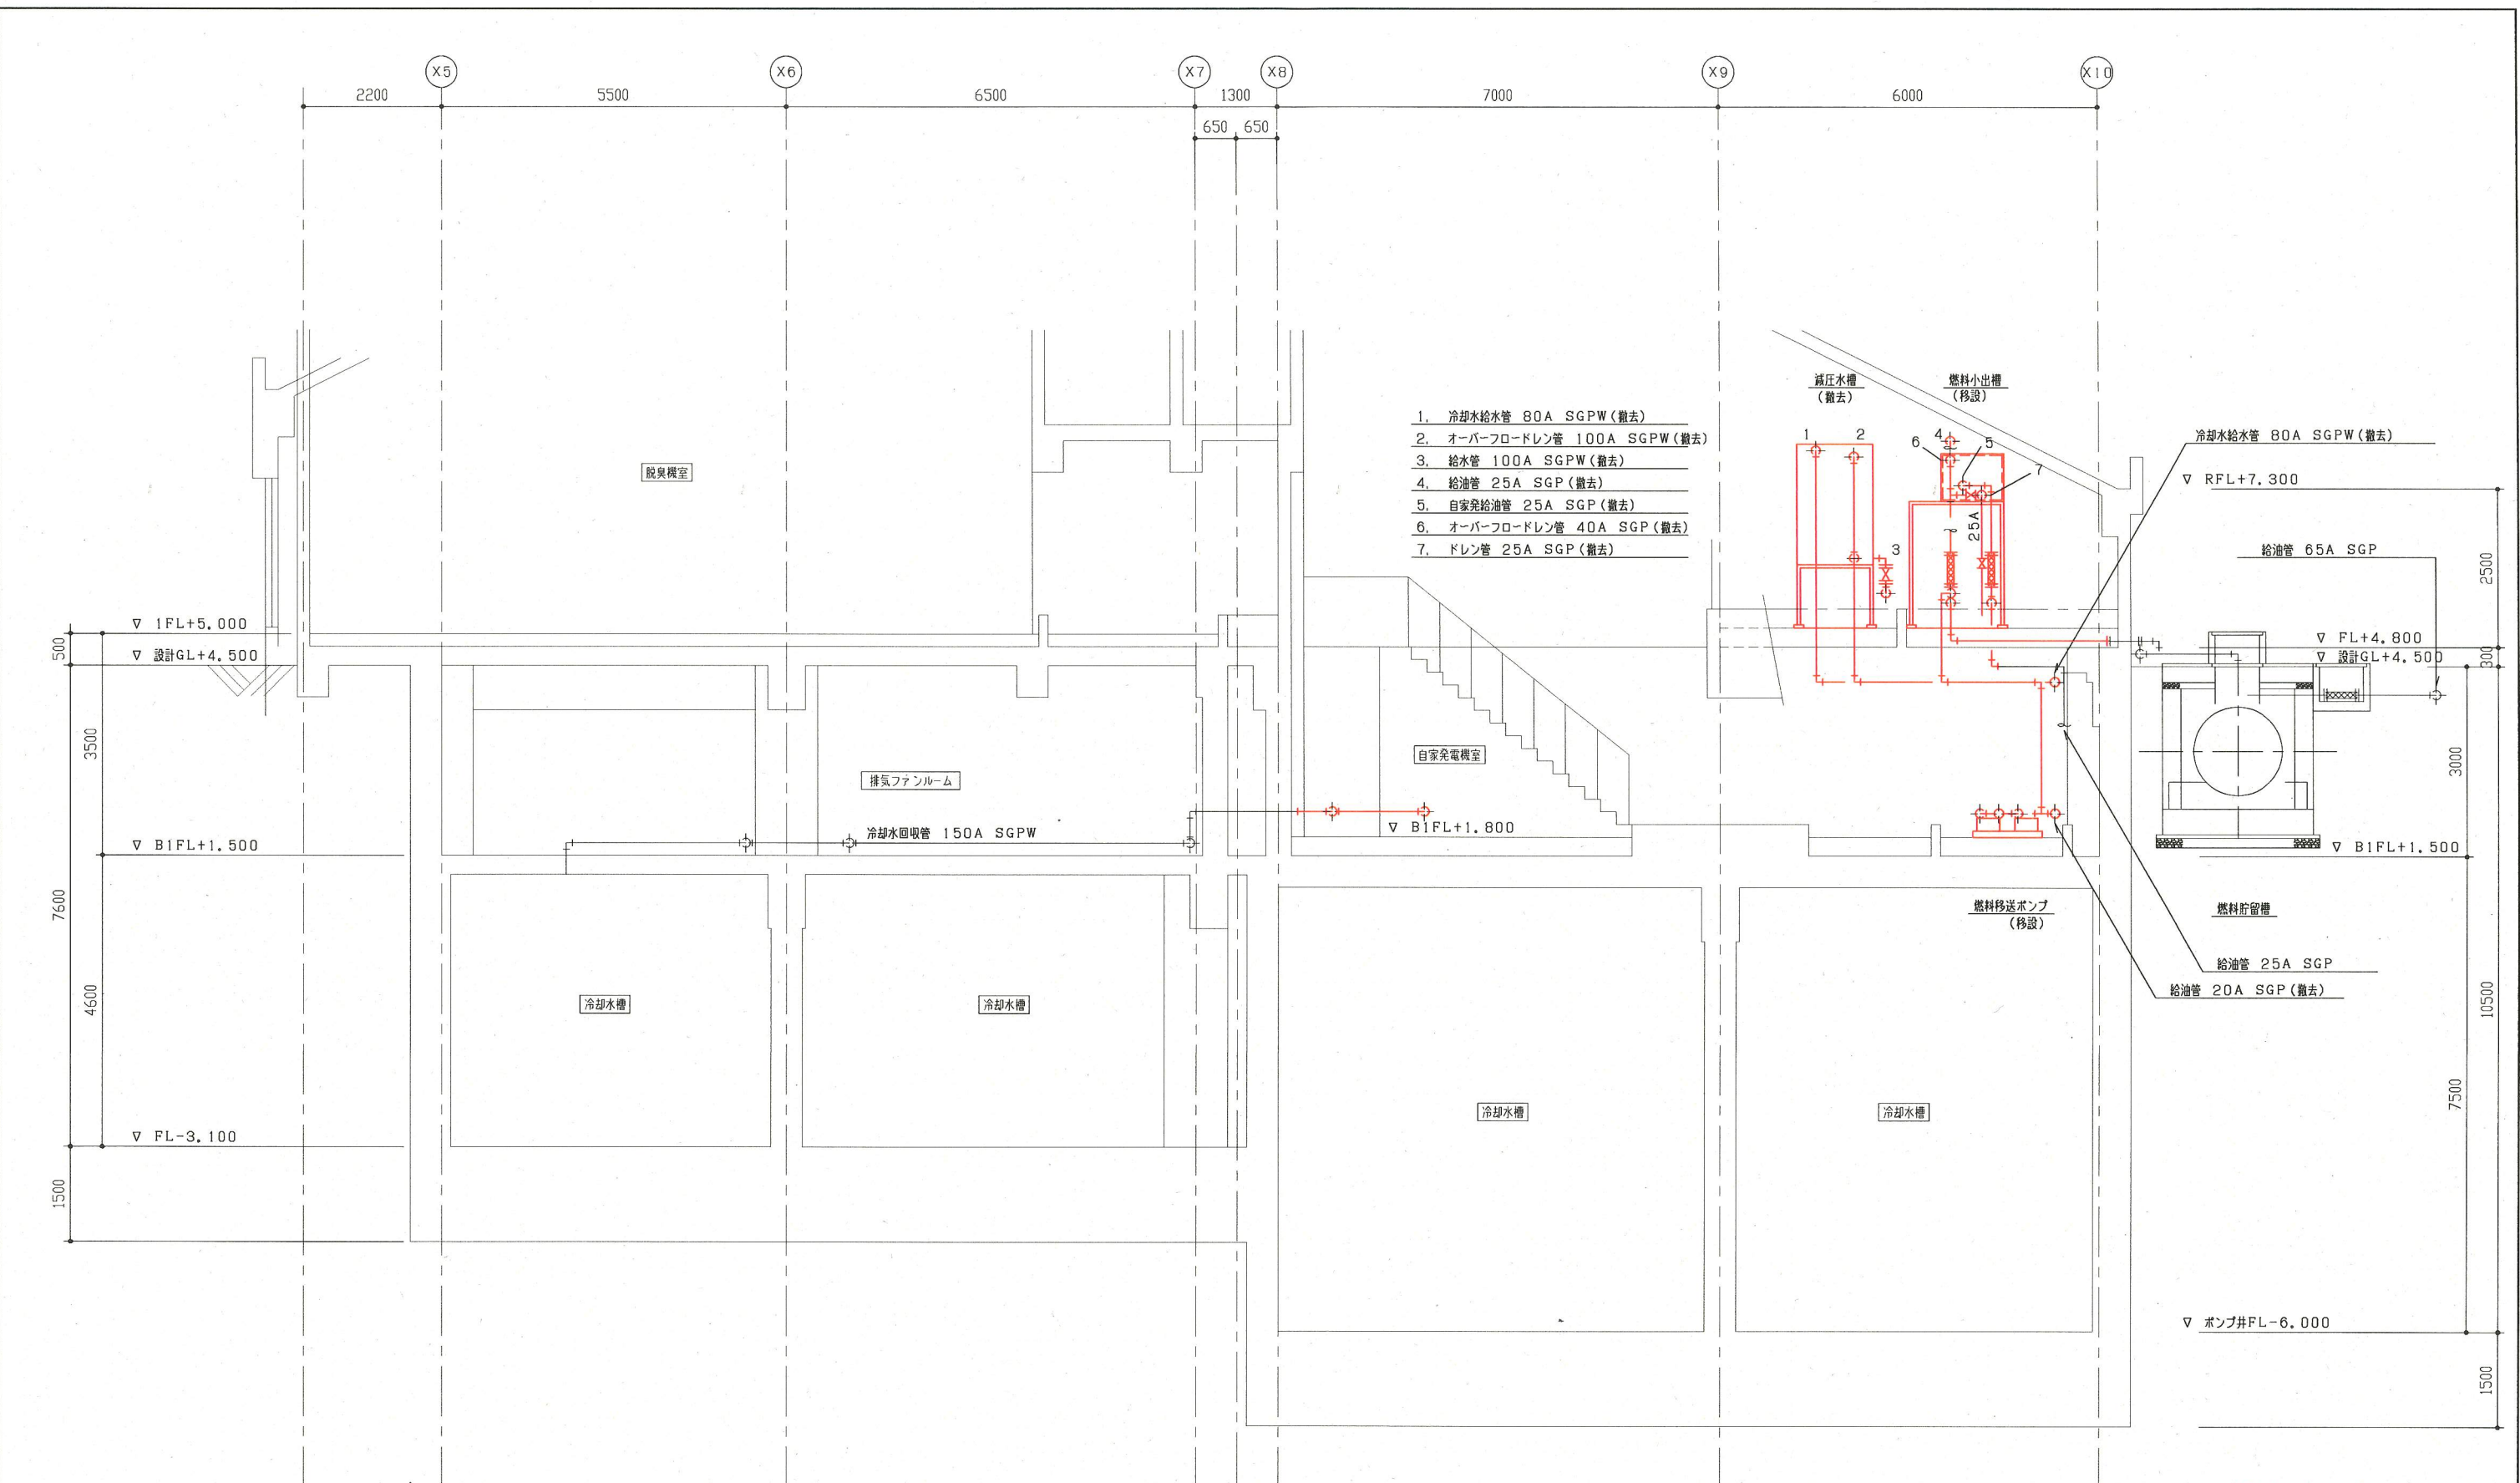 X5
X6
X7
X8
X9
X10
2200
5500
6500
1300
7000
6000
650
650
減圧水槽
(撤去)
燃料小出槽
(移設)
1. 冷却水給水管 80A SGPW(撤去)
2. オーバーフロードレン管 100A SGPW(撤去)
3. 給水管 100A SGPW(撤去)
4. 給油管 25A SGP(撤去)
5. 自家発給油管 25A SGP(撤去)
6. オーバーフロードレン管 40A SGP(撤去)
7. ドレン管 25A SGP(撤去)
1
2
3
4
5
6
7
25A
冷却水給水管 80A SGPW(撤去)
▽ RFL+7.300
給油管 65A SGP
2500
脱臭機室
▽ 1FL+5.000
500
▽ 設計GL+4.500
▽ FL+4.800
▽ 設計GL+4.500
300
3500
3000
自家発電機室
排気ファンルーム
冷却水回収管 150A SGPW
▽ B1FL+1.800
▽ B1FL+1.500
▽ B1FL+1.500
7600
4600
燃料移送ポンプ
(移設)
燃料貯留槽
給油管 25A SGP
給油管 20A SGP(撤去)
10500
7500
冷却水槽
冷却水槽
冷却水槽
冷却水槽
▽ FL-3.100
1500
▽ ポンプ井FL-6.000
1500